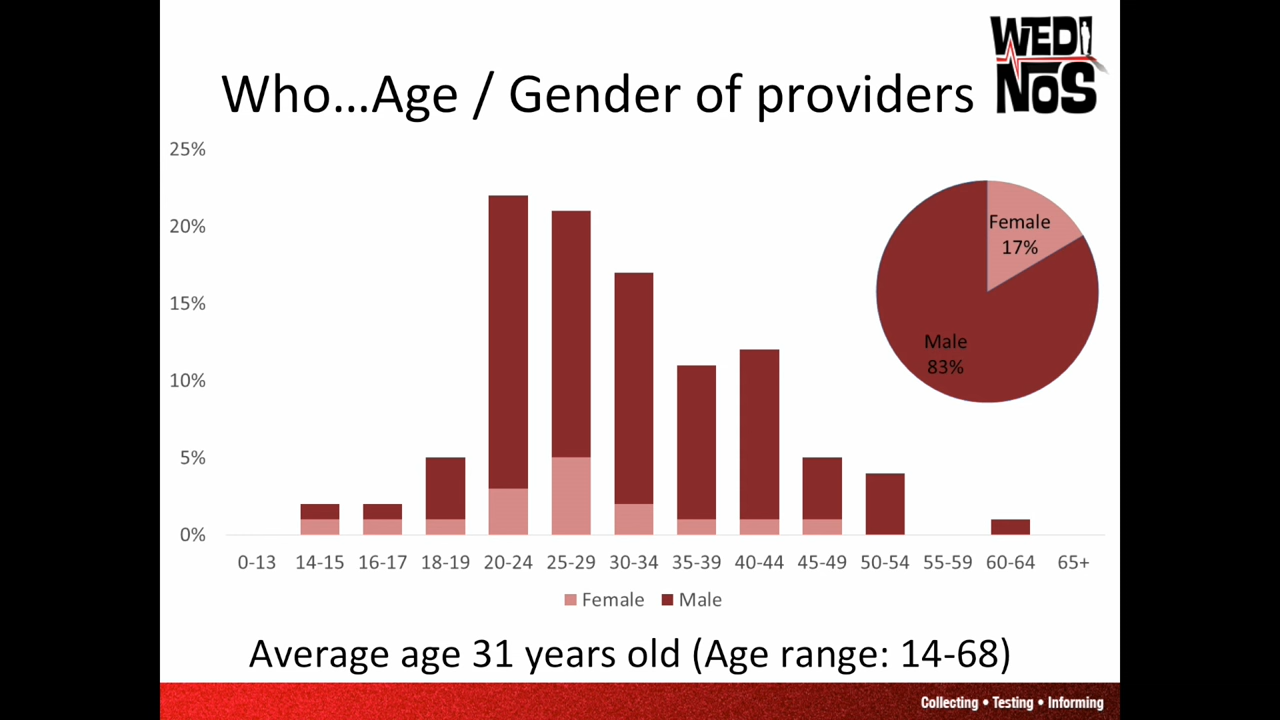 WEDI
NOS
Who...Age / Gender of providers
25%
20%
15%
10%
5%
0%
0-13 14-15 16-17 18-19 20-24 25-29 30-34 35-39 40-44 45-49 50-54 55-59 60-64 65+
Female Male
Female
17%
Male
83%
Average age 31 years old (Age range: 14-68)
Collecting • Testing • Informing